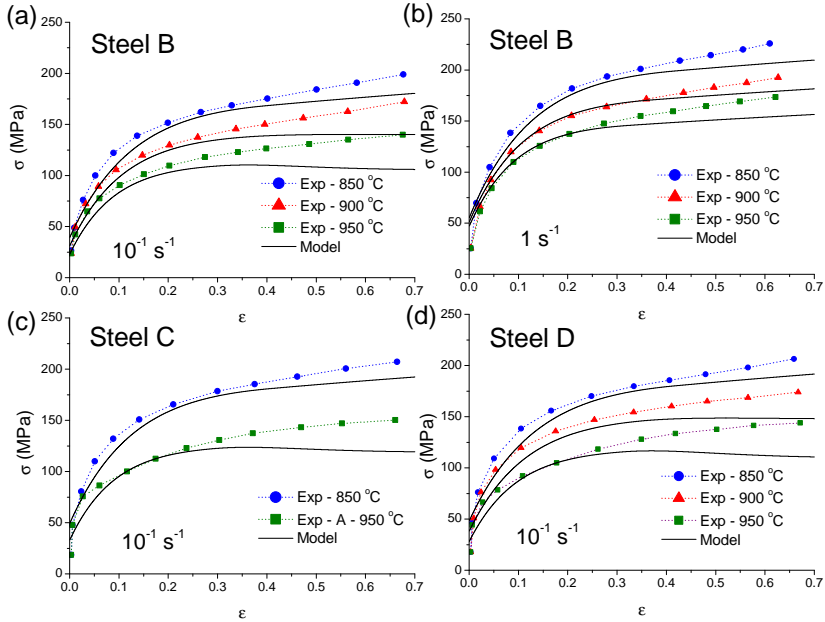 (a)
Steel B
250
200
150
100
50
0
σ (MPa)
Exp - 850 °C
Exp - 900 °C
Exp - 950 °C
Model
10⁻¹ s⁻¹
0.0 0.1 0.2 0.3 0.4 0.5 0.6 0.7
ε
(b)
Steel B
250
200
150
100
50
0
σ (MPa)
Exp - 850 °C
Exp - 900 °C
Exp - 950 °C
Model
1 s⁻¹
0.0 0.1 0.2 0.3 0.4 0.5 0.6 0.7
ε
(c)
Steel C
250
200
150
100
50
0
σ (MPa)
Exp - 850 °C
Exp - A - 950 °C
Model
10⁻¹ s⁻¹
0.0 0.1 0.2 0.3 0.4 0.5 0.6 0.7
ε
(d)
Steel D
250
200
150
100
50
0
σ (MPa)
Exp - 850 °C
Exp - 900 °C
Exp - 950 °C
Model
10⁻¹ s⁻¹
0.0 0.1 0.2 0.3 0.4 0.5 0.6 0.7
ε